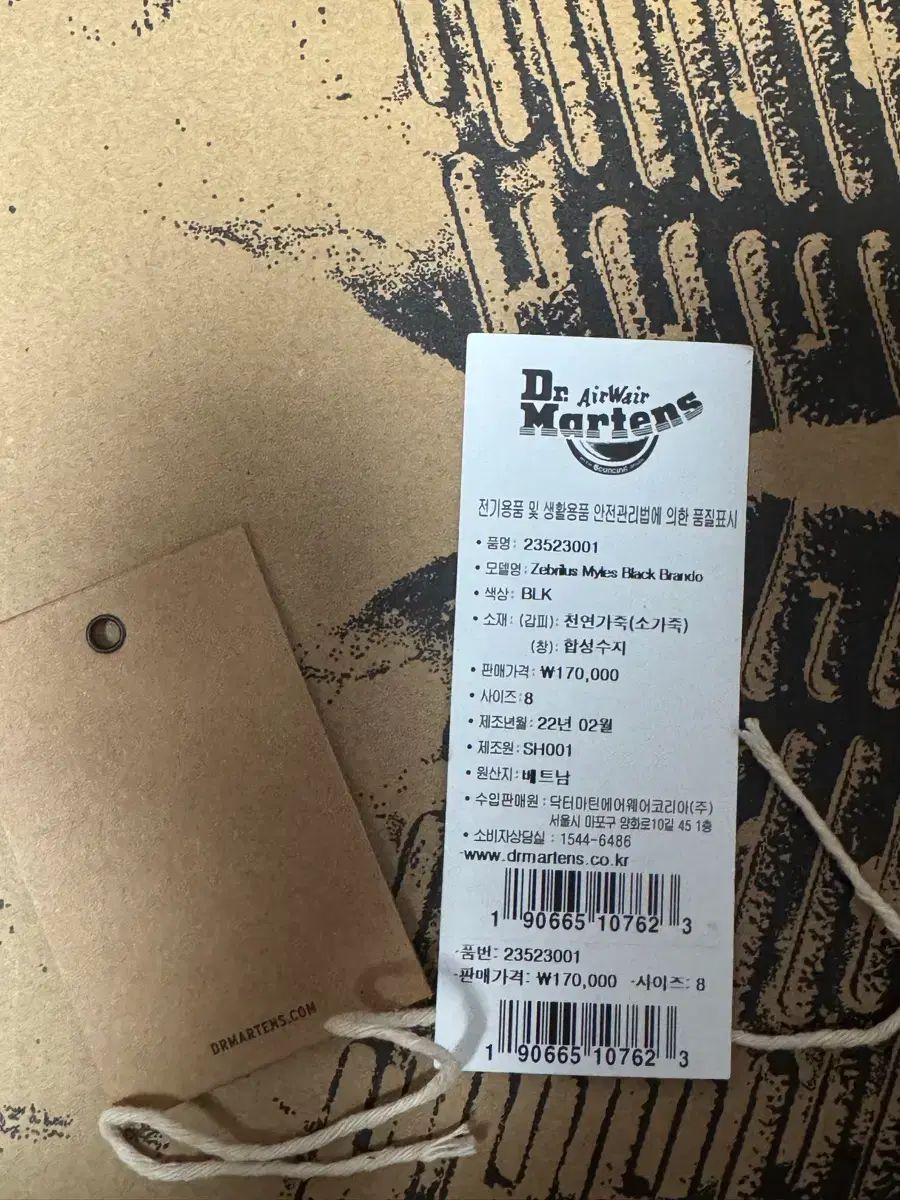 Dr. AirWair
Martens
WITH BOUNCING SOLES
전기용품 및 생활용품 안전관리법에 의한 품질표시
• 품명: 23523001
• 모델명: Zebrilus Myles Black Brando
• 색상: BLK
• 소재: (갑피): 천연가죽(소가죽)
(창): 합성수지
• 판매가격: ₩170,000
• 사이즈:8
• 제조년월: 22년 02월
• 제조원: SH001
• 원산지: 베트남
• 수입판매원 : 닥터마틴에어웨어코리아(주)
서울시 마포구 양화로10길 45 1층
• 소비자상담실 : 1544-6486
-www.drmartens.co.kr
1 90665 10762 3
-품번: 23523001
-판매가격: ₩170,000 -사이즈: 8
1 90665 10762 3
DRMARTENS.COM